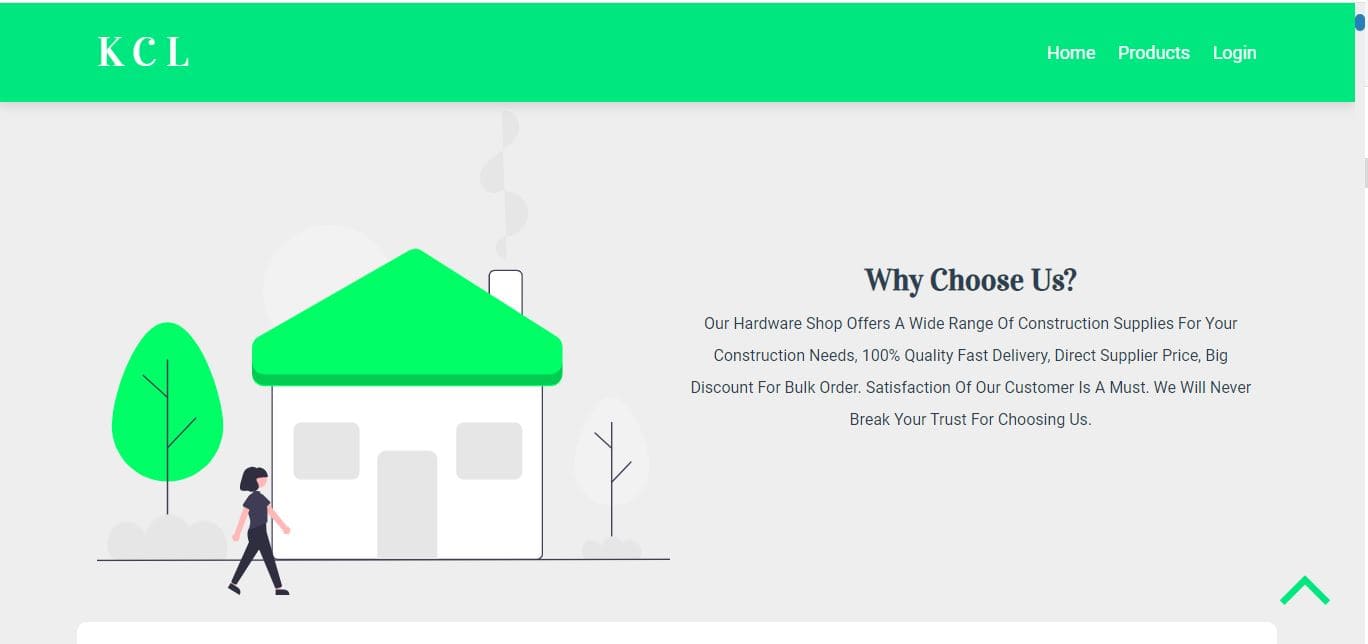 K C L
Home Products Login
Why Choose Us?
Our Hardware Shop Offers A Wide Range Of Construction Supplies For Your
Construction Needs, 100% Quality Fast Delivery, Direct Supplier Price, Big
Discount For Bulk Order. Satisfaction Of Our Customer Is A Must. We Will Never
Break Your Trust For Choosing Us.